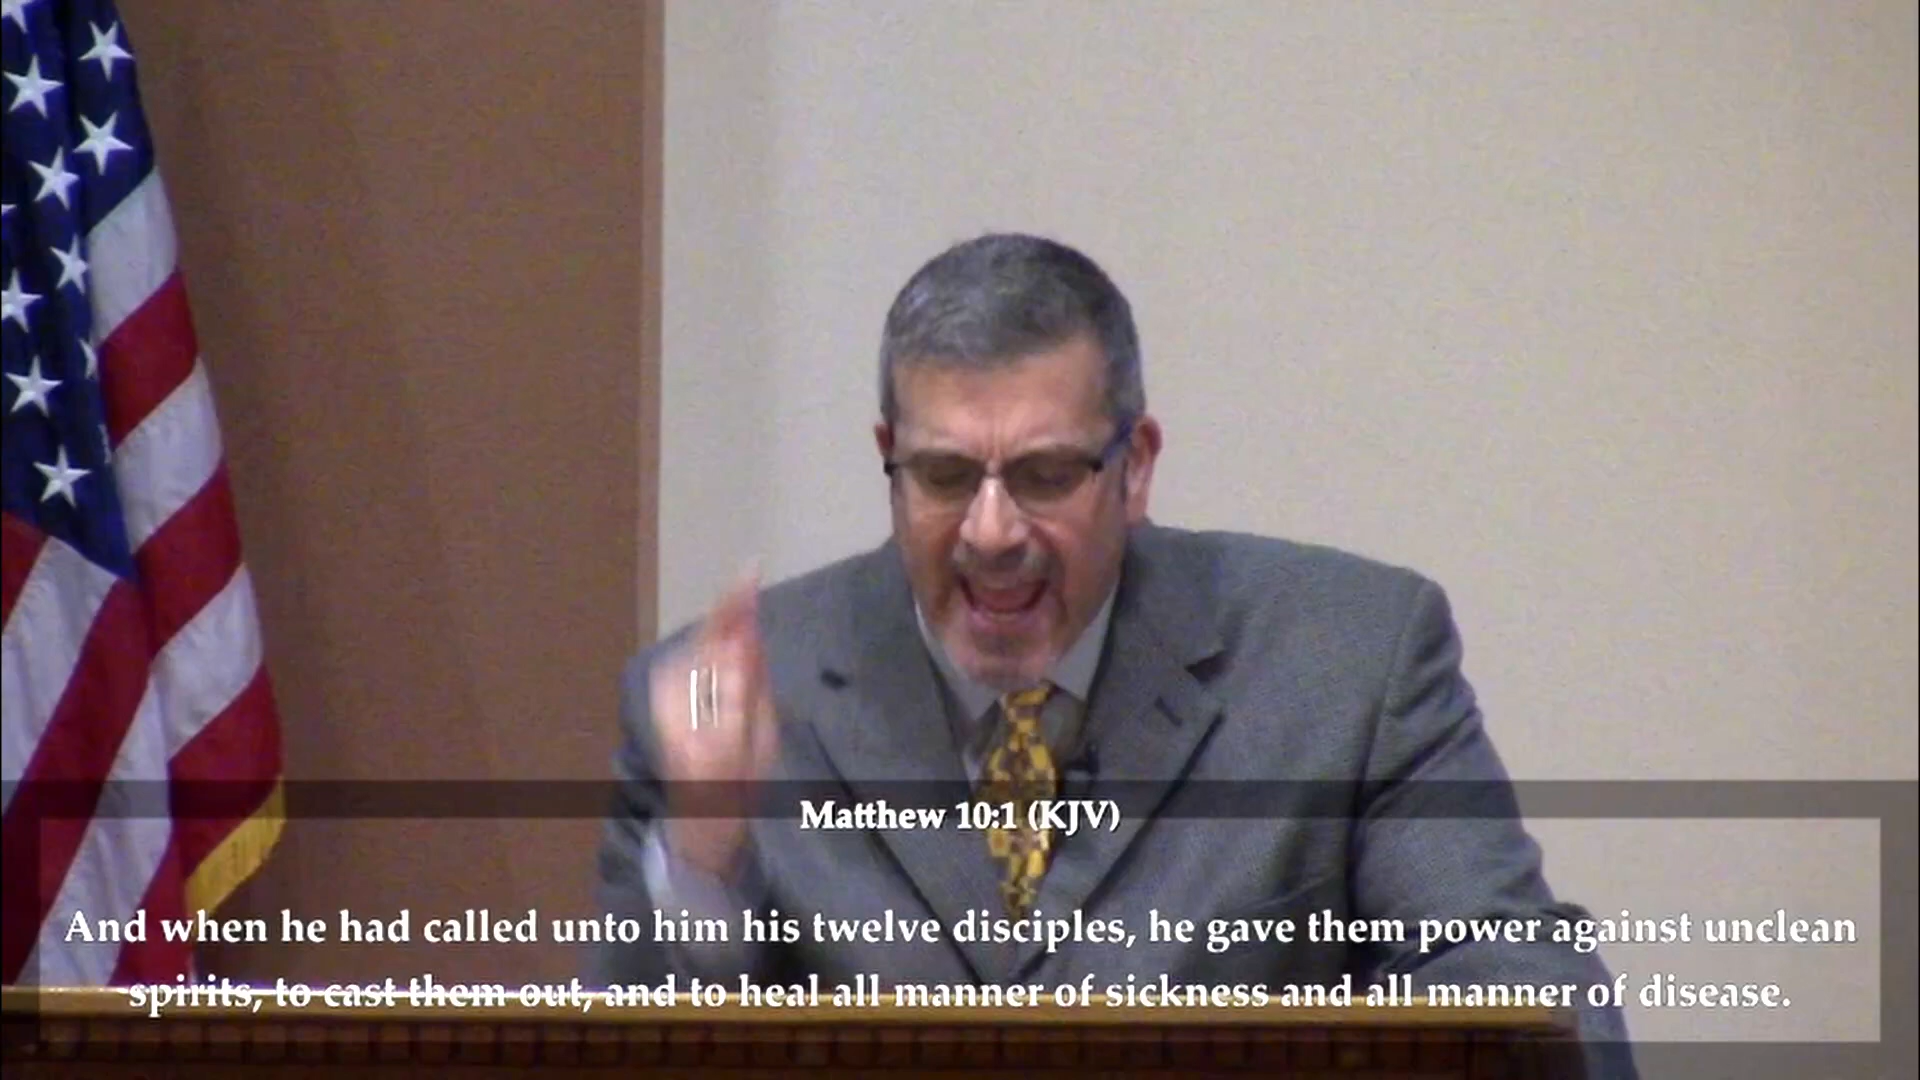 Matthew 10:1 (KJV)
And when he had called unto him his twelve disciples, he gave them power against unclean
spirits, to cast them out, and to heal all manner of sickness and all manner of disease.